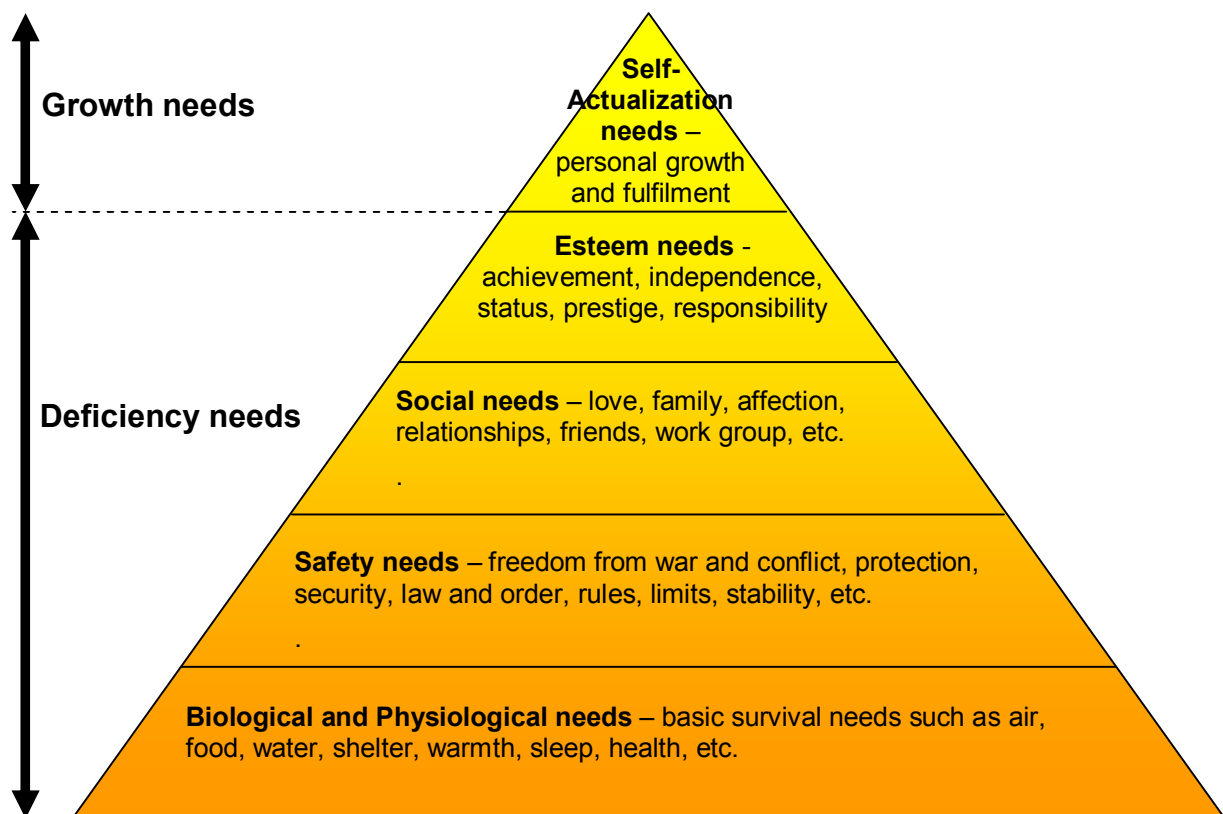 Growth needs
Self-
Actualization
needs –
personal growth
and fulfilment
Esteem needs -
achievement, independence,
status, prestige, responsibility
Deficiency needs
Social needs – love, family, affection,
relationships, friends, work group, etc.
.
Safety needs – freedom from war and conflict, protection,
security, law and order, rules, limits, stability, etc.
.
Biological and Physiological needs – basic survival needs such as air,
food, water, shelter, warmth, sleep, health, etc.